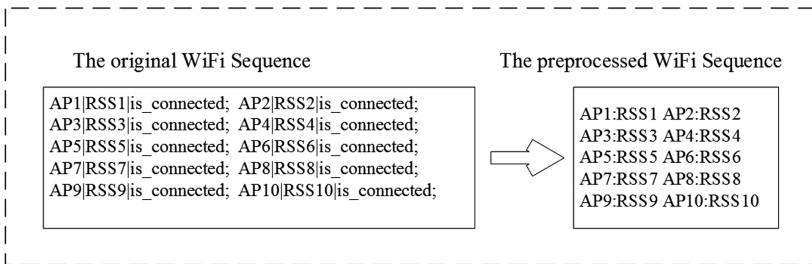 The original WiFi Sequence
AP1|RSS1|is_connected; AP2|RSS2|is_connected;
AP3|RSS3|is_connected; AP4|RSS4|is_connected;
AP5|RSS5|is_connected; AP6|RSS6|is_connected;
AP7|RSS7|is_connected; AP8|RSS8|is_connected;
AP9|RSS9|is_connected; AP10|RSS10|is_connected;
The preprocessed WiFi Sequence
AP1:RSS1 AP2:RSS2
AP3:RSS3 AP4:RSS4
AP5:RSS5 AP6:RSS6
AP7:RSS7 AP8:RSS8
AP9:RSS9 AP10:RSS10